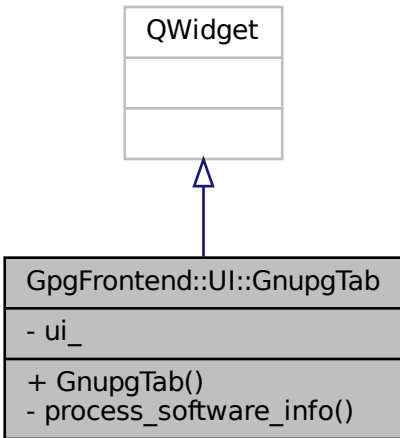 QWidget
GpgFrontend::UI::GnupgTab
- ui_
+ GnupgTab()
- process_software_info()